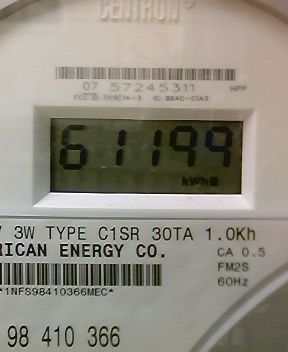 CENTRON
07 57245311 HPP
61199
kWh
V 3W TYPE C1SR 30TA 1.0Kh
RICAN ENERGY CO. CA 0.5
FM2S
60Hz
*1NFS98410366MEC*
98 410 366